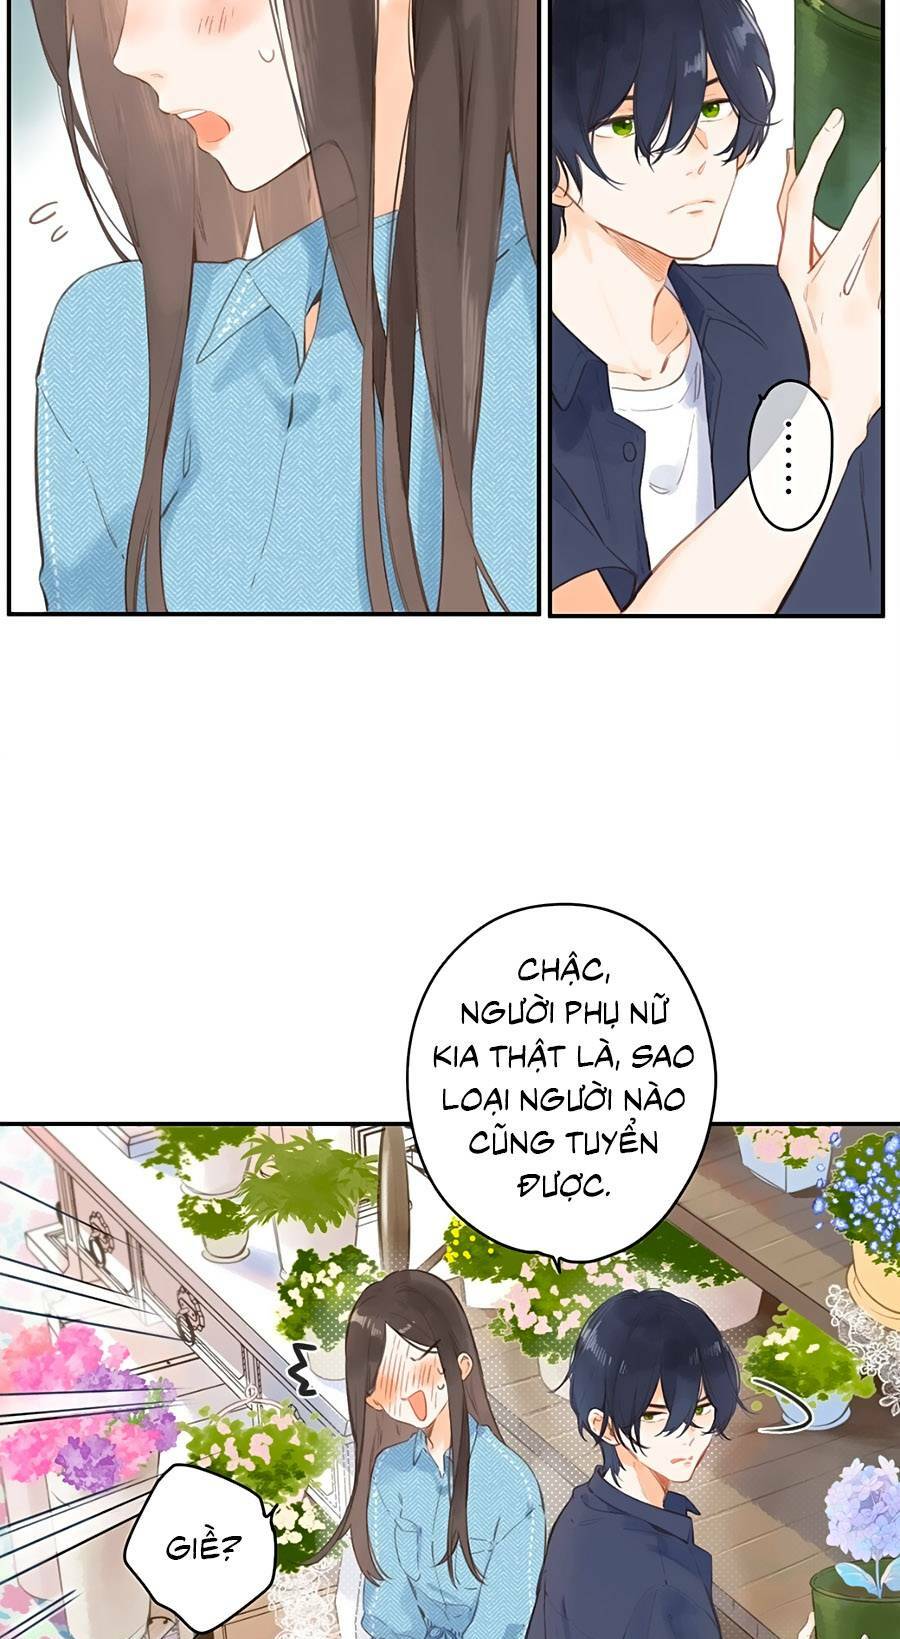 ......
CHẬC,
NGƯỜI PHỤ NỮ
KIA THẬT LÀ, SAO
LOẠI NGƯỜI NÀO
CŨNG TUYỂN
ĐƯỢC.
GIỀ?